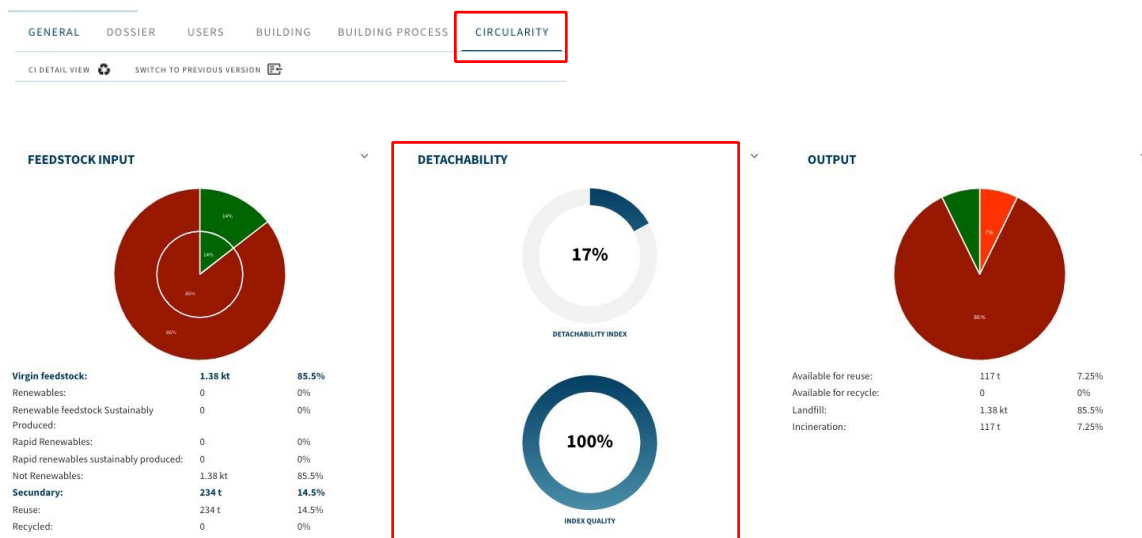 GENERAL DOSSIER USERS BUILDING BUILDING PROCESS CIRCULARITY
CI DETAIL VIEW SWITCH TO PREVIOUS VERSION
FEEDSTOCK INPUT
14%
14%
86%
86%
Virgin feedstock: 1.38 kt 85.5%
Renewables: 0 0%
Renewable feedstock Sustainably 0 0%
Produced:
Rapid Renewables: 0 0%
Rapid renewables sustainably produced: 0 0%
Not Renewables: 1.38 kt 85.5%
Secundary: 234 t 14.5%
Reuse: 234 t 14.5%
Recycled: 0 0%
DETACHABILITY
17%
DETACHABILITY INDEX
100%
INDEX QUALITY
OUTPUT
7%
86%
Available for reuse: 117 t 7.25%
Available for recycle: 0 0%
Landfill: 1.38 kt 85.5%
Incineration: 117 t 7.25%